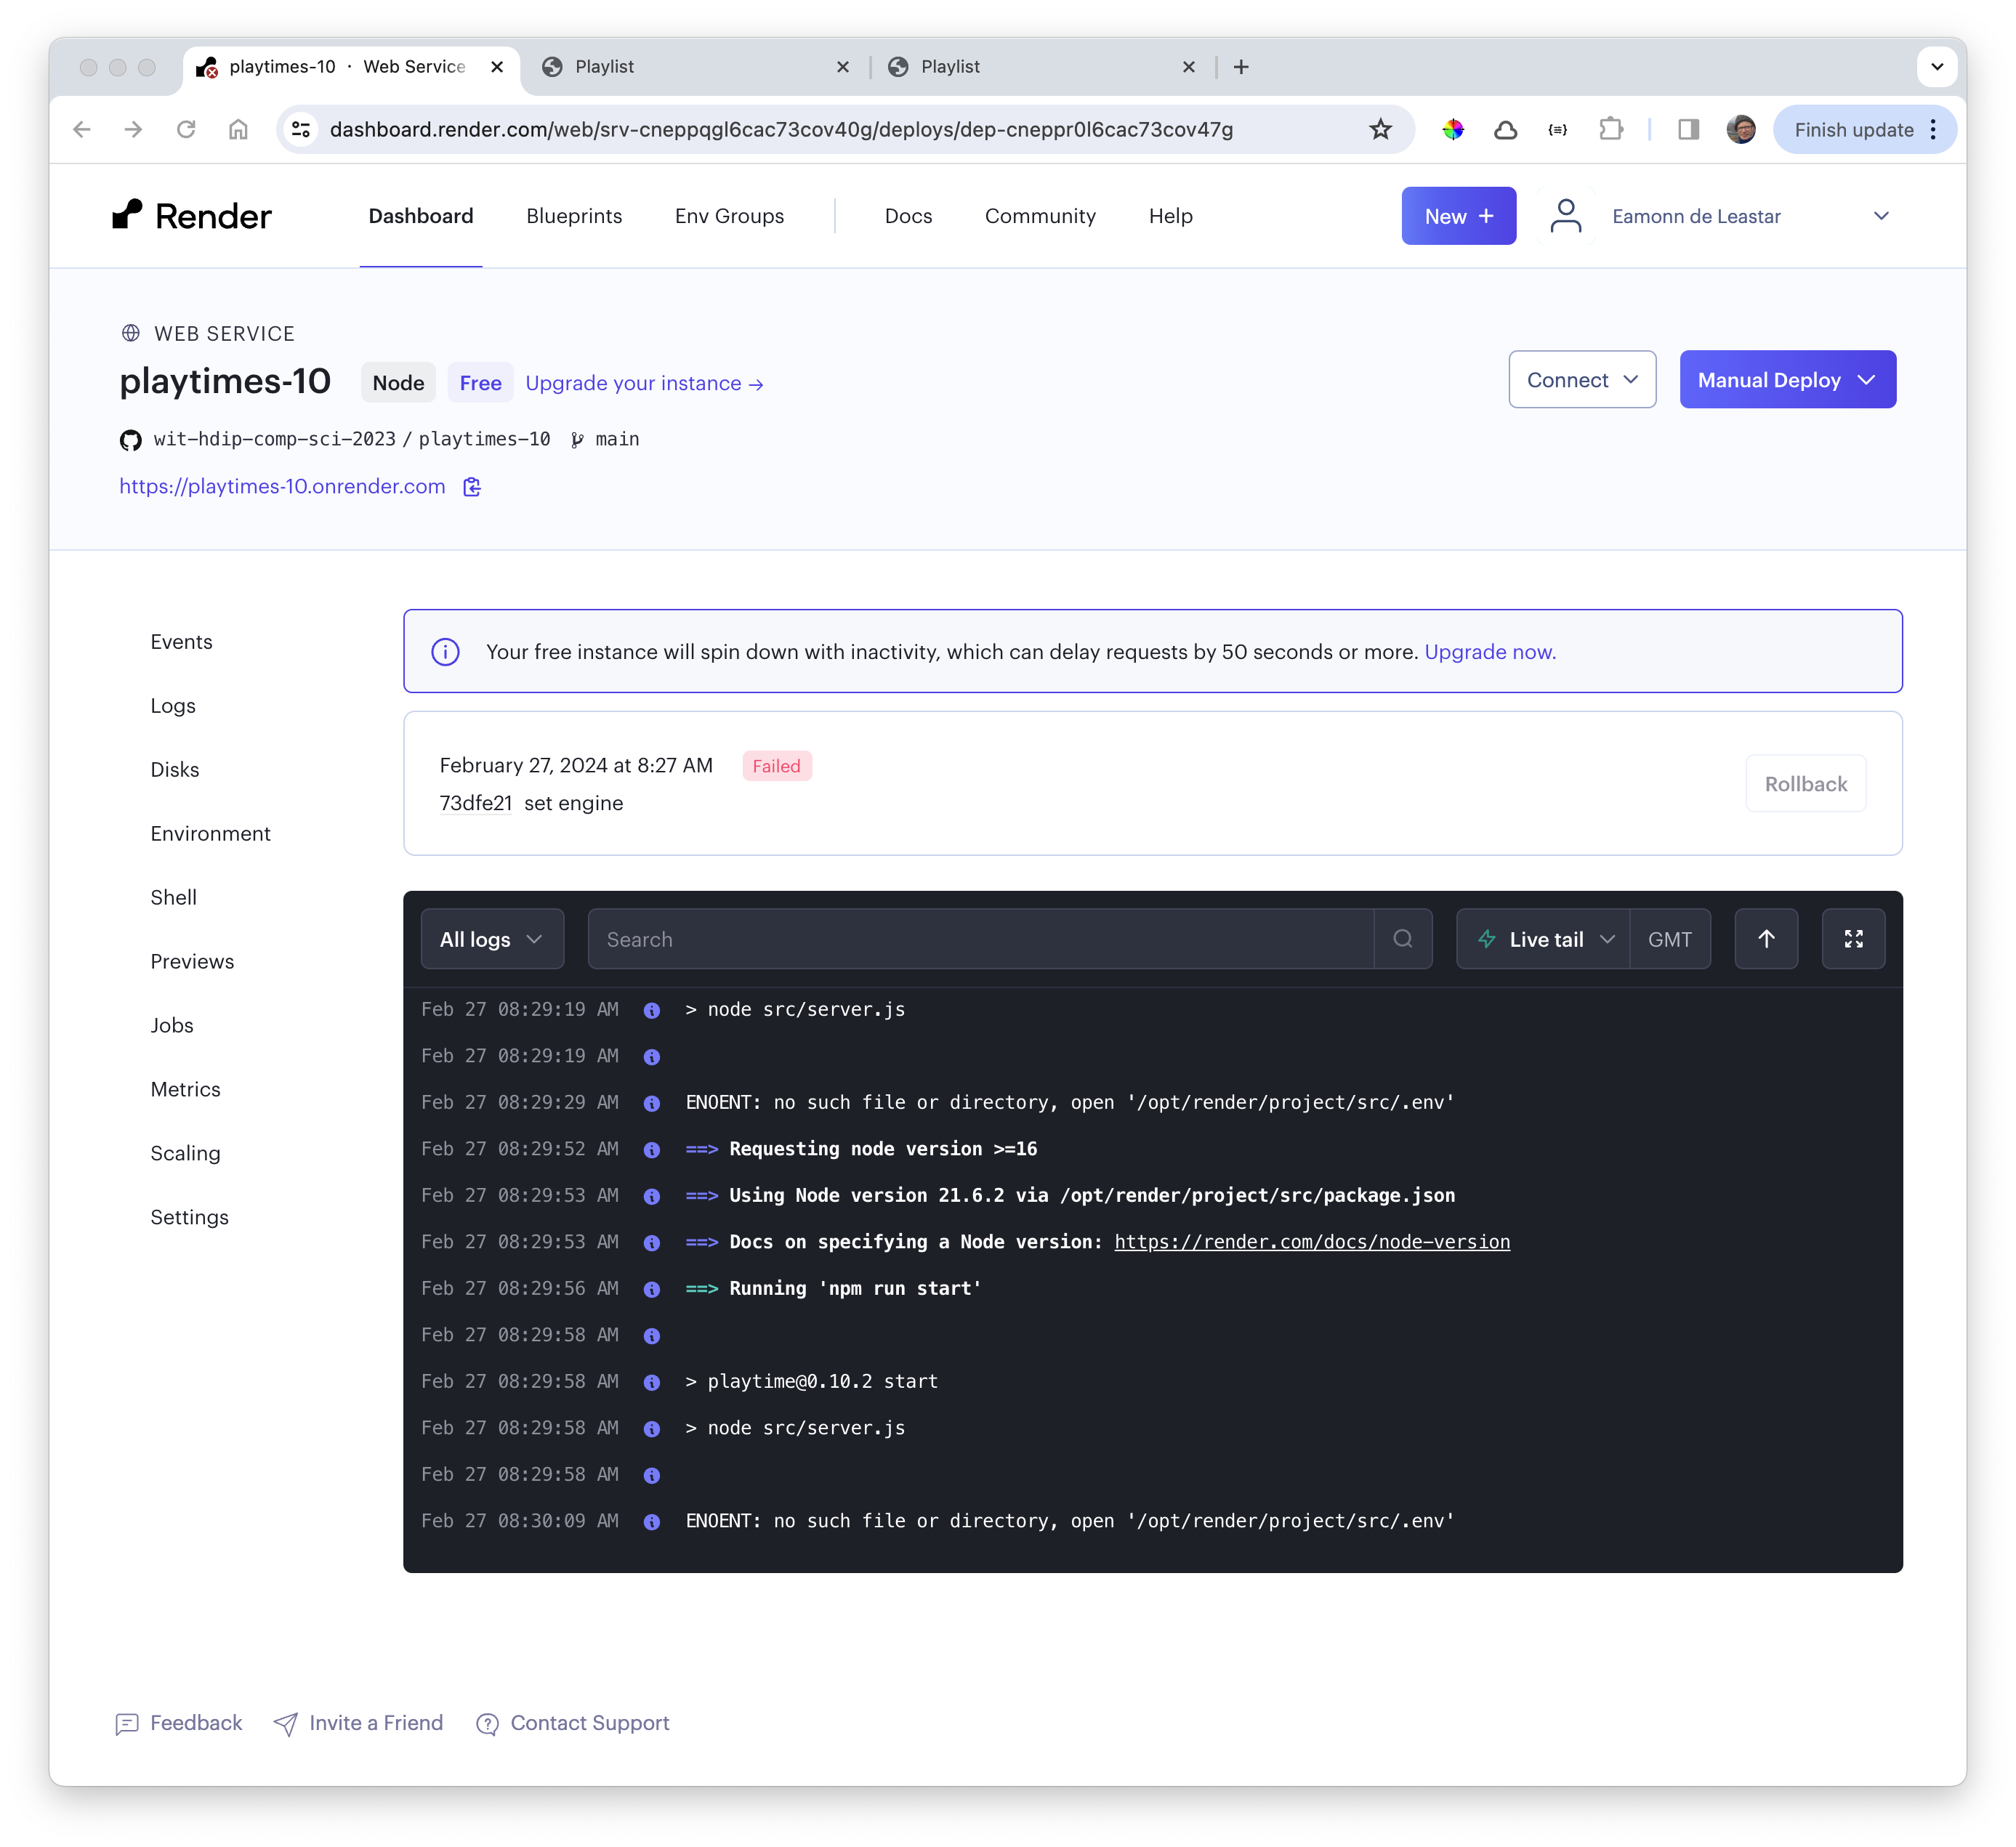 playtimes-10 · Web Service
Playlist
Playlist
dashboard.render.com/web/srv-cneppqgl6cac73cov40g/deploys/dep-cneppr0l6cac73cov47g
Finish update
Render
Dashboard
Blueprints
Env Groups
Docs
Community
Help
New +
Eamonn de Leastar
WEB SERVICE
playtimes-10
Node
Free
Upgrade your instance →
Connect
Manual Deploy
wit-hdip-comp-sci-2023 / playtimes-10 main
https://playtimes-10.onrender.com
Events
Logs
Disks
Environment
Shell
Previews
Jobs
Metrics
Scaling
Settings
Your free instance will spin down with inactivity, which can delay requests by 50 seconds or more. Upgrade now.
February 27, 2024 at 8:27 AM Failed
73dfe21 set engine
Rollback
All logs
Search
Live tail
GMT
Feb 27 08:29:19 AM > node src/server.js
Feb 27 08:29:19 AM
Feb 27 08:29:29 AM ENOENT: no such file or directory, open '/opt/render/project/src/.env'
Feb 27 08:29:52 AM ==> Requesting node version >=16
Feb 27 08:29:53 AM ==> Using Node version 21.6.2 via /opt/render/project/src/package.json
Feb 27 08:29:53 AM ==> Docs on specifying a Node version: https://render.com/docs/node-version
Feb 27 08:29:56 AM ==> Running 'npm run start'
Feb 27 08:29:58 AM
Feb 27 08:29:58 AM > playtime@0.10.2 start
Feb 27 08:29:58 AM > node src/server.js
Feb 27 08:29:58 AM
Feb 27 08:30:09 AM ENOENT: no such file or directory, open '/opt/render/project/src/.env'
Feedback
Invite a Friend
Contact Support